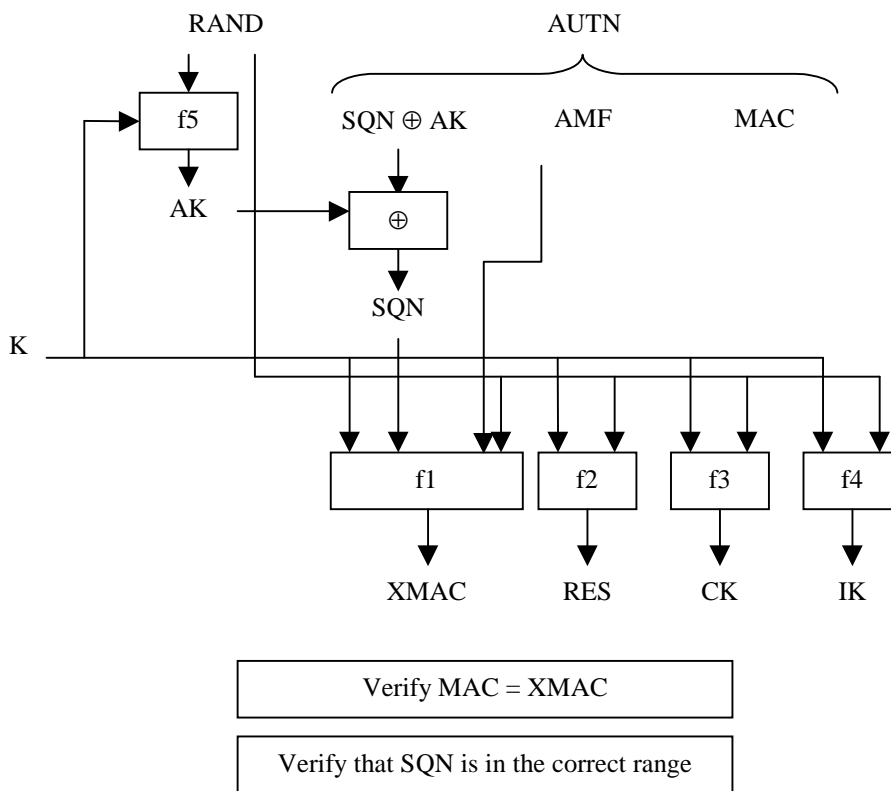 RAND AUTN
f5 SQN ⊕ AK AMF MAC
AK ⊕
SQN
K
f1 f2 f3 f4
XMAC RES CK IK
Verify MAC = XMAC
Verify that SQN is in the correct range